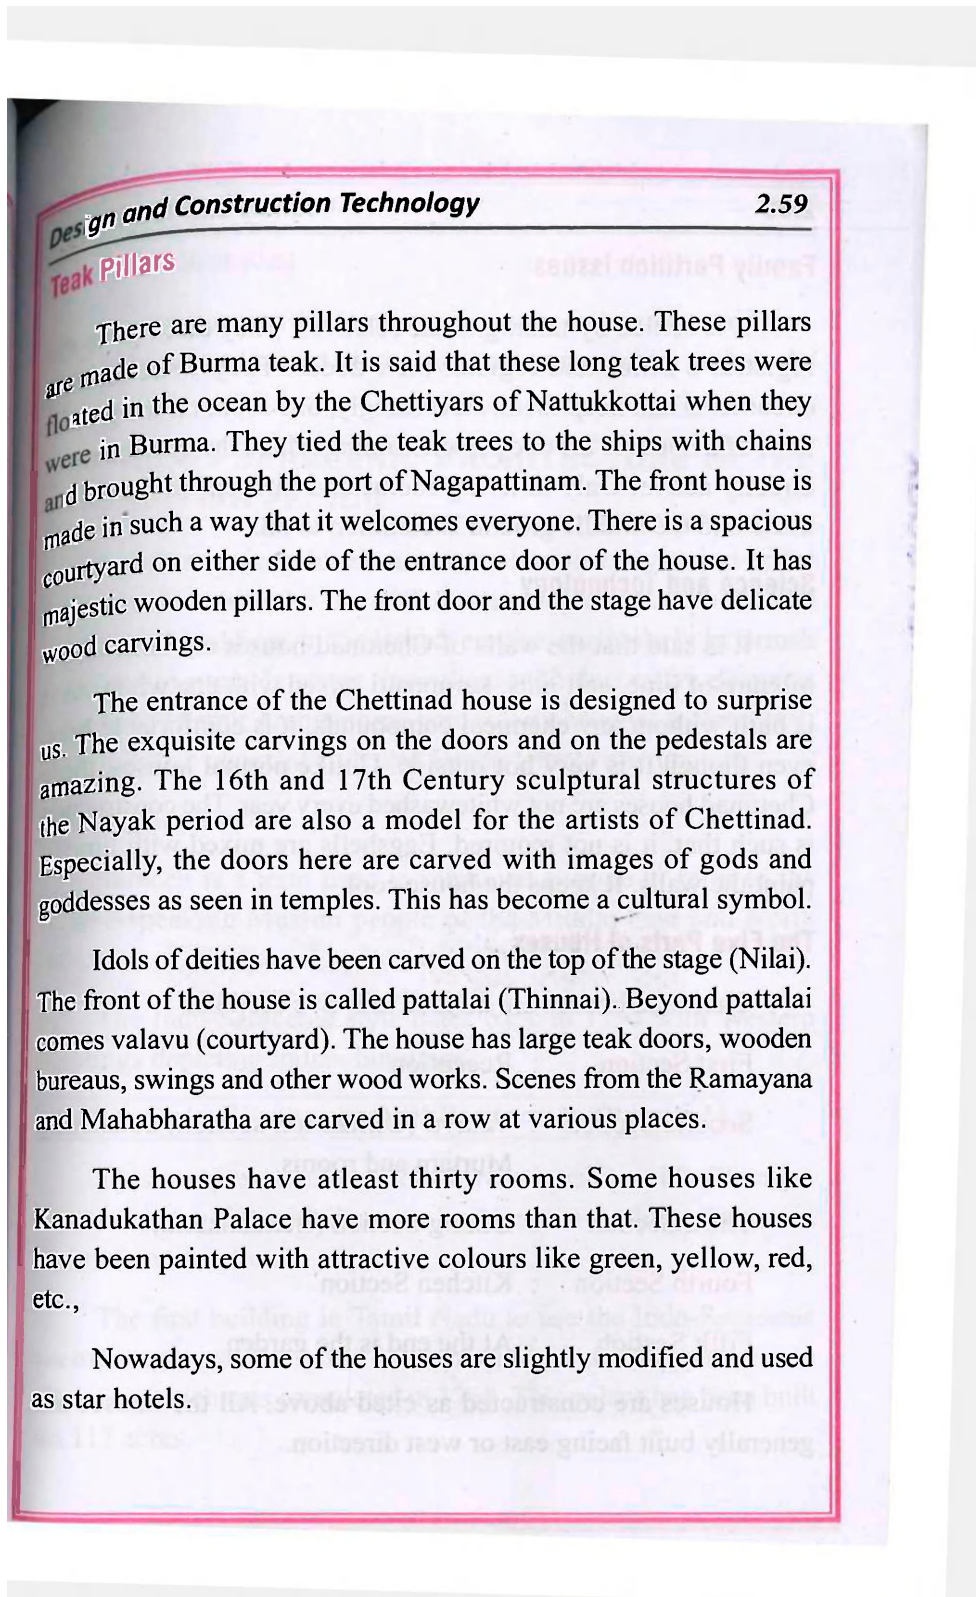 Design and Construction Technology 2.59
Teak Pillars
There are many pillars throughout the house. These pillars
are made of Burma teak. It is said that these long teak trees were
floated in the ocean by the Chettiyars of Nattukkottai when they
were in Burma. They tied the teak trees to the ships with chains
and brought through the port of Nagapattinam. The front house is
made in such a way that it welcomes everyone. There is a spacious
courtyard on either side of the entrance door of the house. It has
majestic wooden pillars. The front door and the stage have delicate
wood carvings.
The entrance of the Chettinad house is designed to surprise
us. The exquisite carvings on the doors and on the pedestals are
amazing. The 16th and 17th Century sculptural structures of
the Nayak period are also a model for the artists of Chettinad.
Especially, the doors here are carved with images of gods and
goddesses as seen in temples. This has become a cultural symbol.
Idols of deities have been carved on the top of the stage (Nilai).
The front of the house is called pattalai (Thinnai). Beyond pattalai
comes valavu (courtyard). The house has large teak doors, wooden
bureaus, swings and other wood works. Scenes from the Ramayana
and Mahabharatha are carved in a row at various places.
The houses have atleast thirty rooms. Some houses like
Kanadukathan Palace have more rooms than that. These houses
have been painted with attractive colours like green, yellow, red,
etc.,
Nowadays, some of the houses are slightly modified and used
as star hotels.